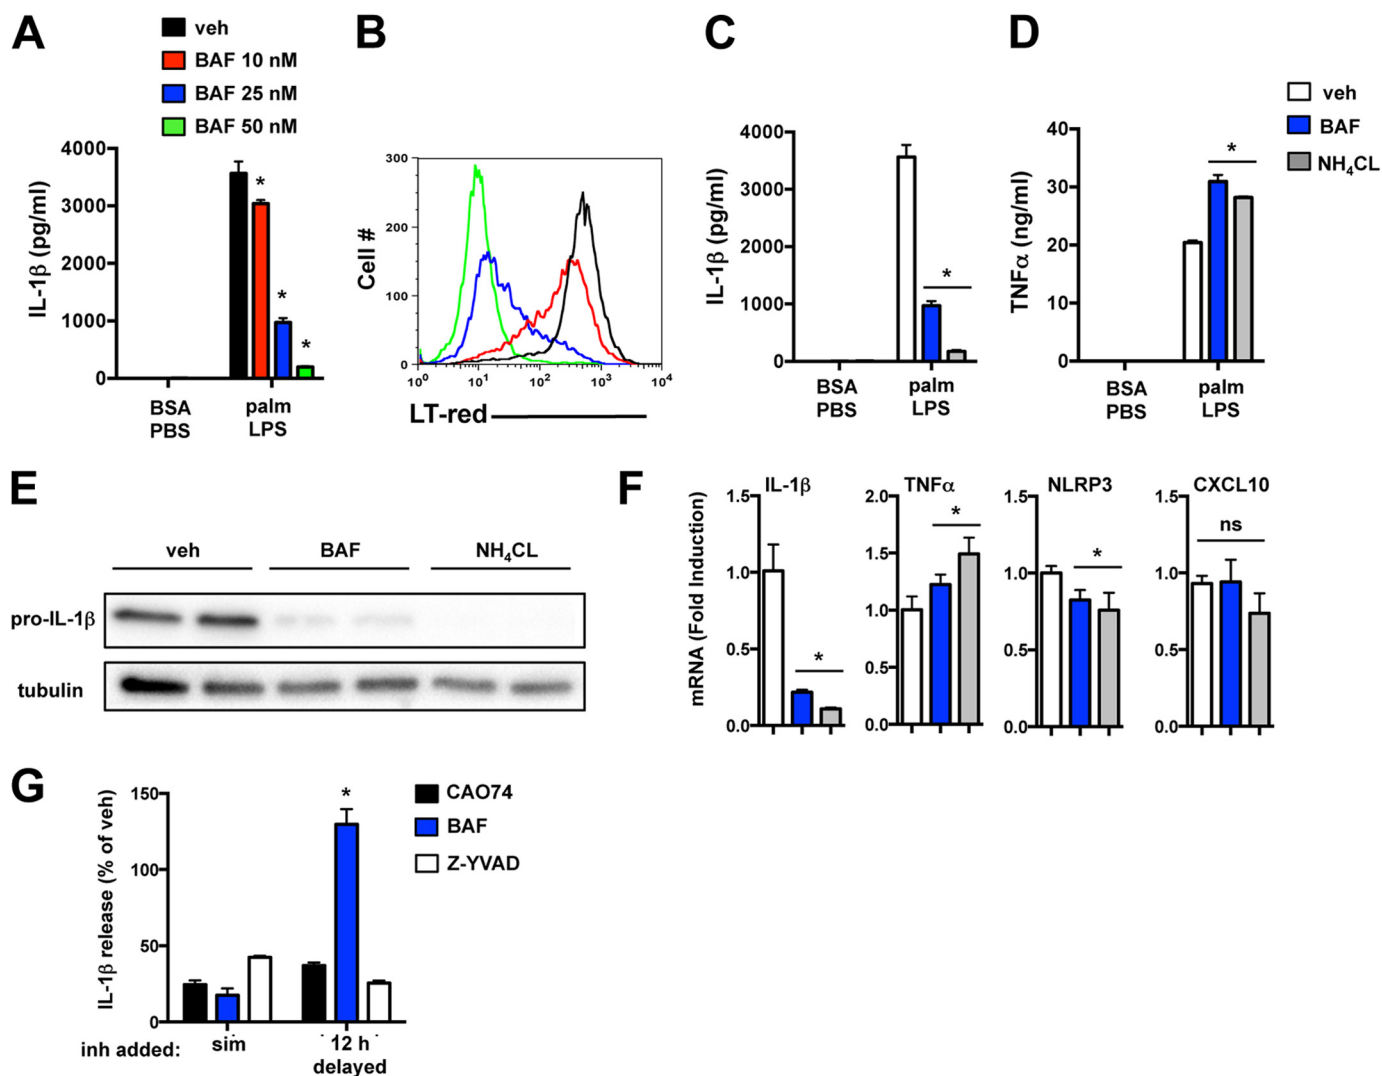 A
veh
BAF 10 nM
BAF 25 nM
BAF 50 nM
IL-1β (pg/ml)
4000
3000
2000
1000
0
*
*
*
BSA
PBS
palm
LPS
B
Cell #
300
200
100
0
10⁰
10¹
10²
10³
10⁴
LT-red
C
IL-1β (pg/ml)
4000
3000
2000
1000
0
*
BSA
PBS
palm
LPS
D
TNFα (ng/ml)
40
30
20
10
0
*
BSA
PBS
palm
LPS
veh
BAF
NH₄CL
E
veh
BAF
NH₄CL
pro-IL-1β
tubulin
F
mRNA (Fold Induction)
IL-1β
1.5
1.0
0.5
0.0
*
TNFα
2.0
1.5
1.0
0.5
0.0
*
NLRP3
1.5
1.0
0.5
0.0
*
CXCL10
1.5
1.0
0.5
0.0
ns
G
IL-1β release (% of veh)
150
100
50
0
*
CAO74
BAF
Z-YVAD
inh added:
sim
12 h
delayed